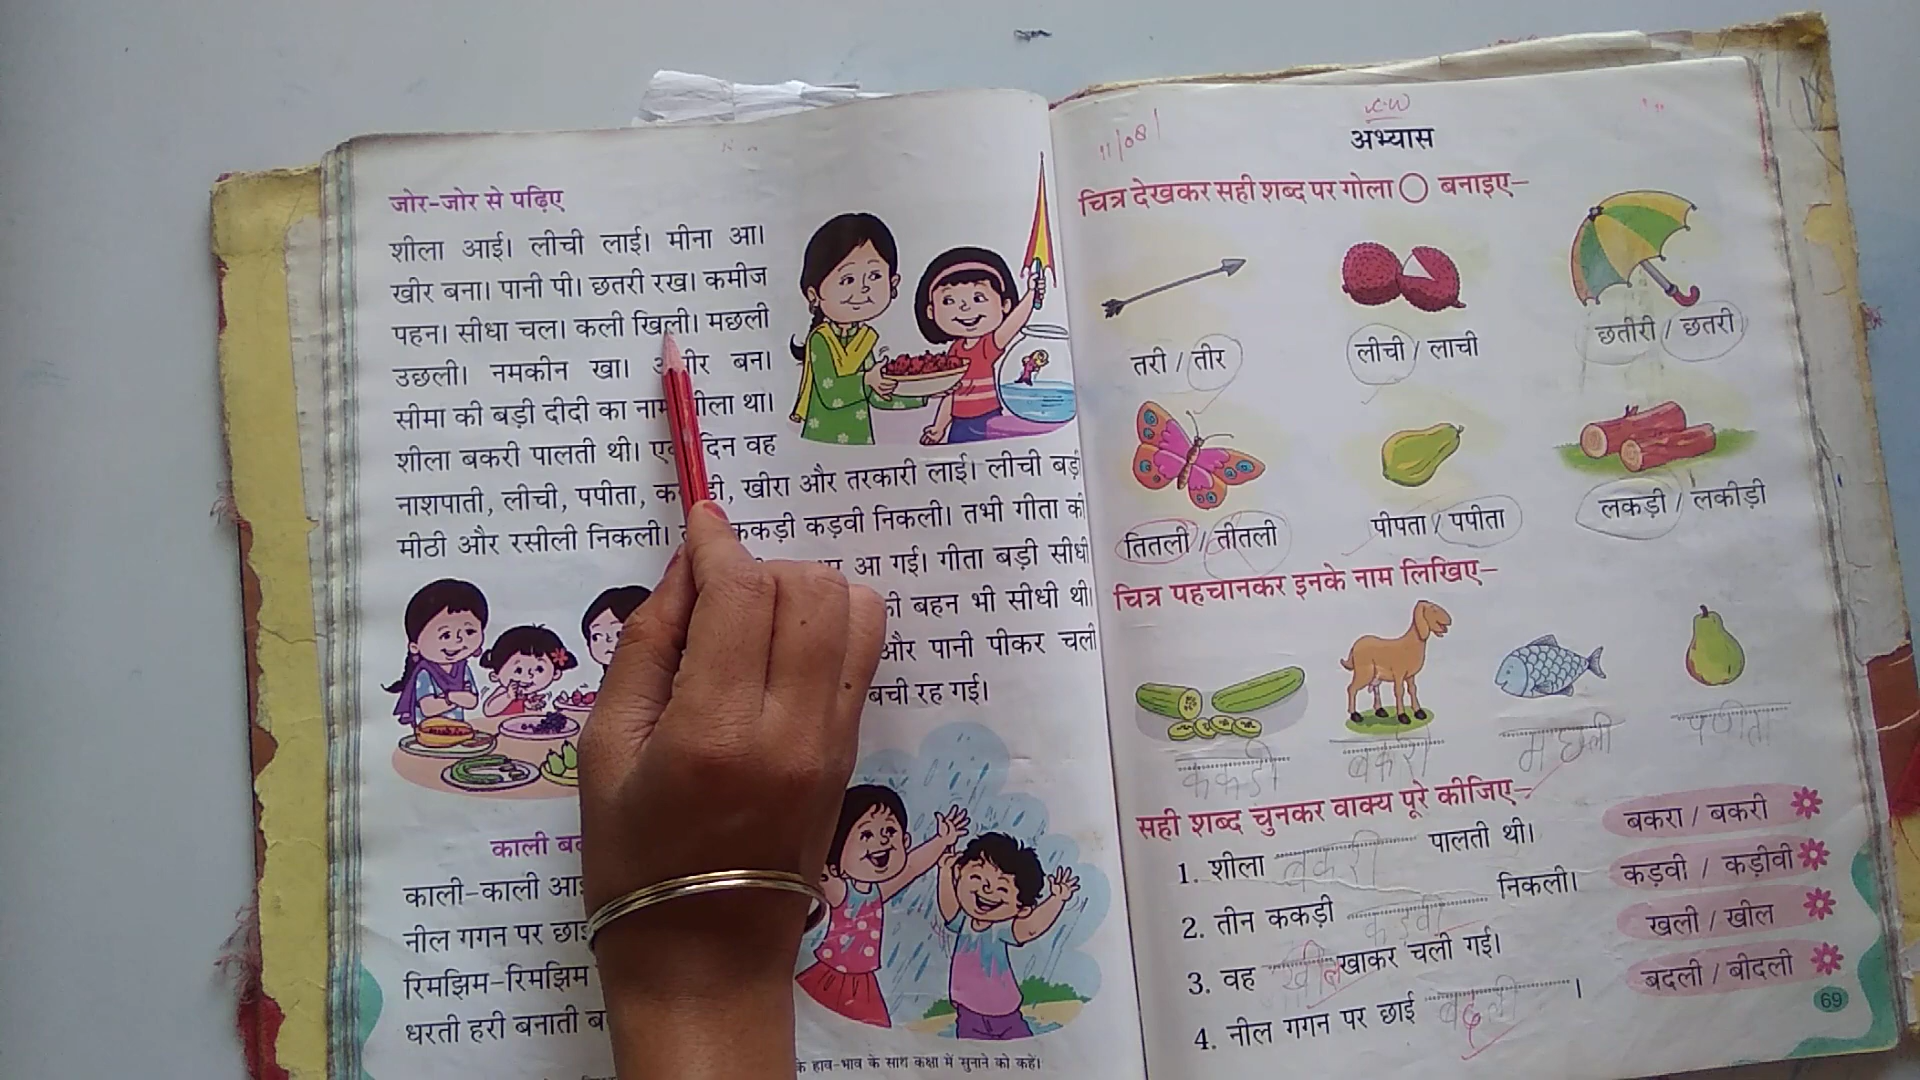 जोर-जोर से पढ़िए
शीला आई। लीची लाई। मीना आ।
खीर बना। पानी पी। छतरी रख। कमीज
पहन। सीधा चल। कली खिली। मछली
उछली। नमकीन खा। बन।
सीमा की बड़ी दीदी का नाम था।
शीला बकरी पालती थी। दिन वह
नाशपाती, लीची, पपीता, खीरा और तरकारी लाई। लीची बड़ी
मीठी और रसीली निकली। ककड़ी कड़वी निकली। तभी गीता की
आ गई। गीता बड़ी सीधी
बहन भी सीधी थी।
और पानी पीकर चली
बची रह गई।
काली
काली-काली
नील गगन पर
रिमझिम-रिमझिम
धरती हरी बनाती
के हाव-भाव के साथ कक्षा में सुनाने को कहें।
11/08/
C.W
अभ्यास
चित्र देखकर सही शब्द पर गोला बनाइए-
तरी / तीर
लीची / लाची
छतीरी / छतरी
तितली / तीतली
पीपता / पपीता
लकड़ी / लकीड़ी
चित्र पहचानकर इनके नाम लिखिए-
ककडी
बकरी
मछली
पपीता
सही शब्द चुनकर वाक्य पूरे कीजिए-
1. शीला बकरी पालती थी।
बकरा / बकरी
2. तीन ककड़ी कडवी निकली।
कड़वी / कड़ीवी
3. वह खील खाकर चली गई।
खली / खील
4. नील गगन पर छाई बदली ।
बदली / बीदली
69